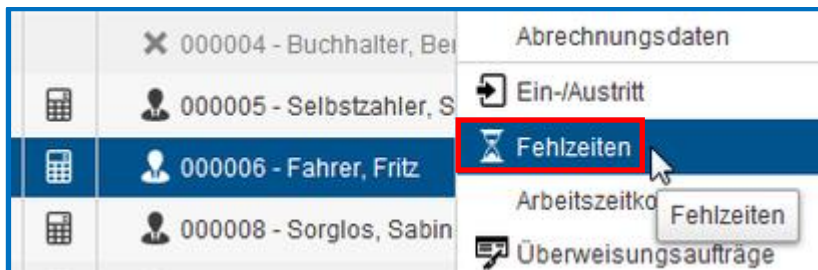 000004 - Buchhalter, Ber
000005 - Selbstzahler, S
000006 - Fahrer, Fritz
000008 - Sorglos, Sabin
Abrechnungsdaten
Ein-/Austritt
Fehlzeiten
Arbeitszeitko
Fehlzeiten
Überweisungsaufträge